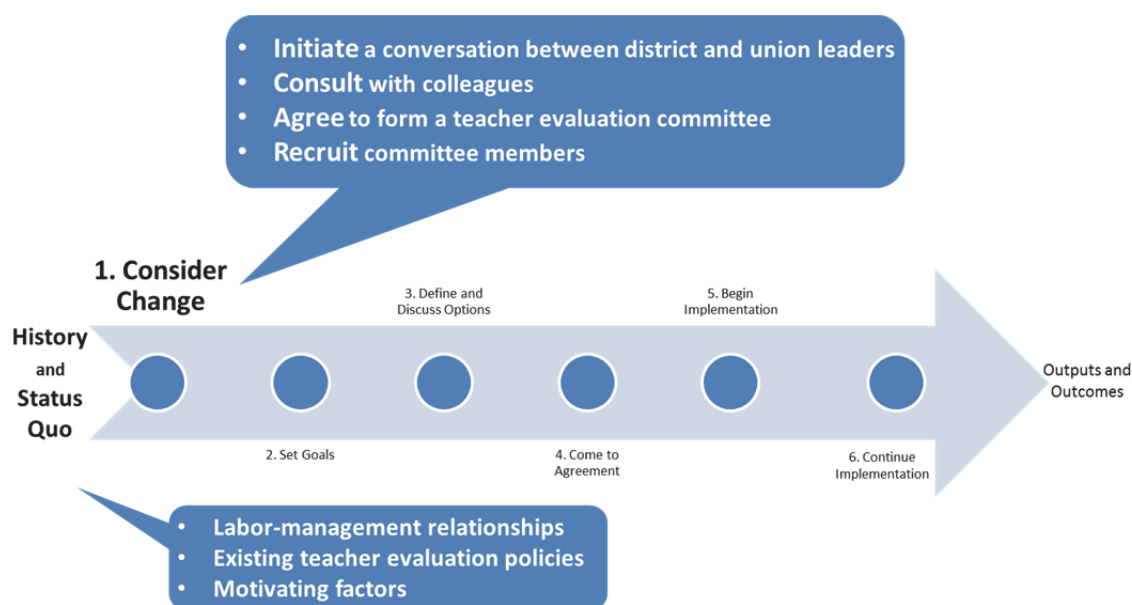 • Initiate a conversation between district and union leaders
• Consult with colleagues
• Agree to form a teacher evaluation committee
• Recruit committee members
1. Consider
Change
3. Define and
Discuss Options
5. Begin
Implementation
History
and
Status
Quo
Outputs and
Outcomes
2. Set Goals
4. Come to
Agreement
6. Continue
Implementation
• Labor-management relationships
• Existing teacher evaluation policies
• Motivating factors